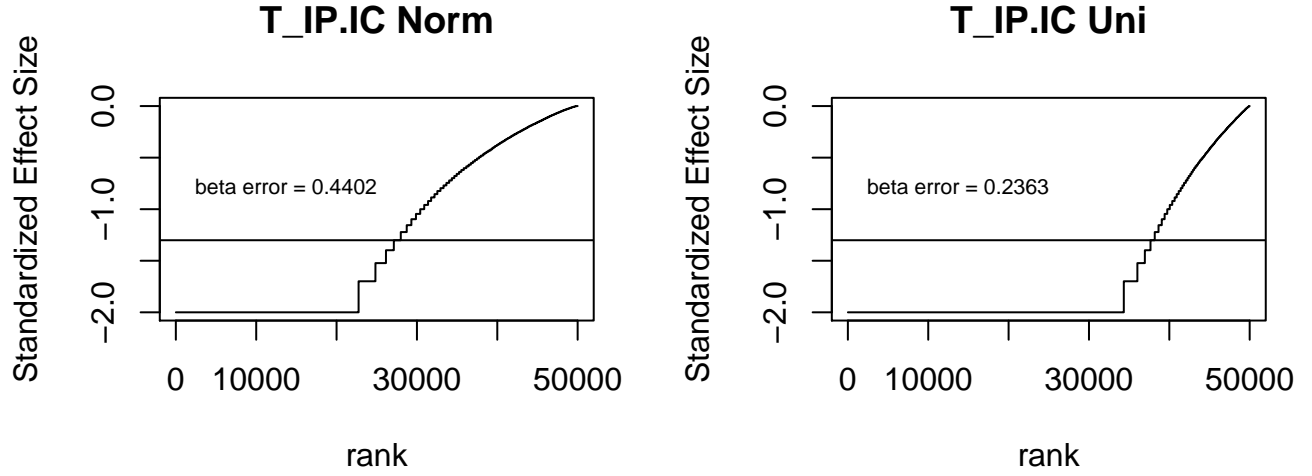 T_IP.IC Norm
Standardized Effect Size
0.0
−1.0
−2.0
beta error = 0.4402
0 10000 30000 50000
rank
T_IP.IC Uni
Standardized Effect Size
0.0
−1.0
−2.0
beta error = 0.2363
0 10000 30000 50000
rank